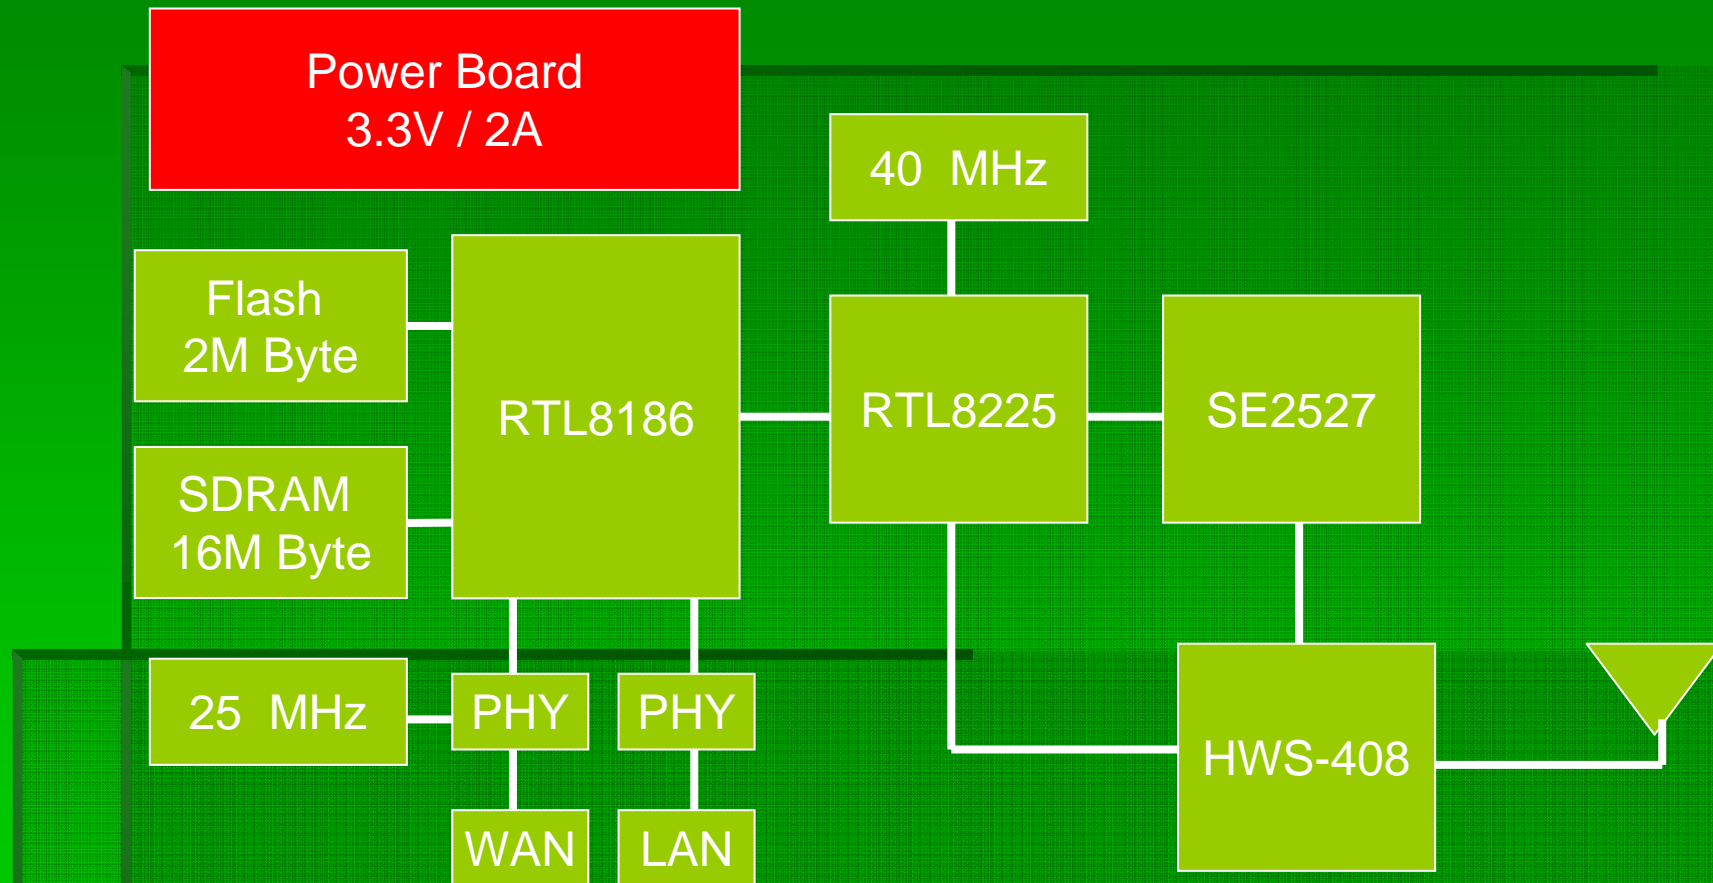 Power Board
3.3V / 2A
40 MHz
Flash
2M Byte
RTL8186
RTL8225
SE2527
SDRAM
16M Byte
25 MHz
PHY
PHY
HWS-408
WAN
LAN